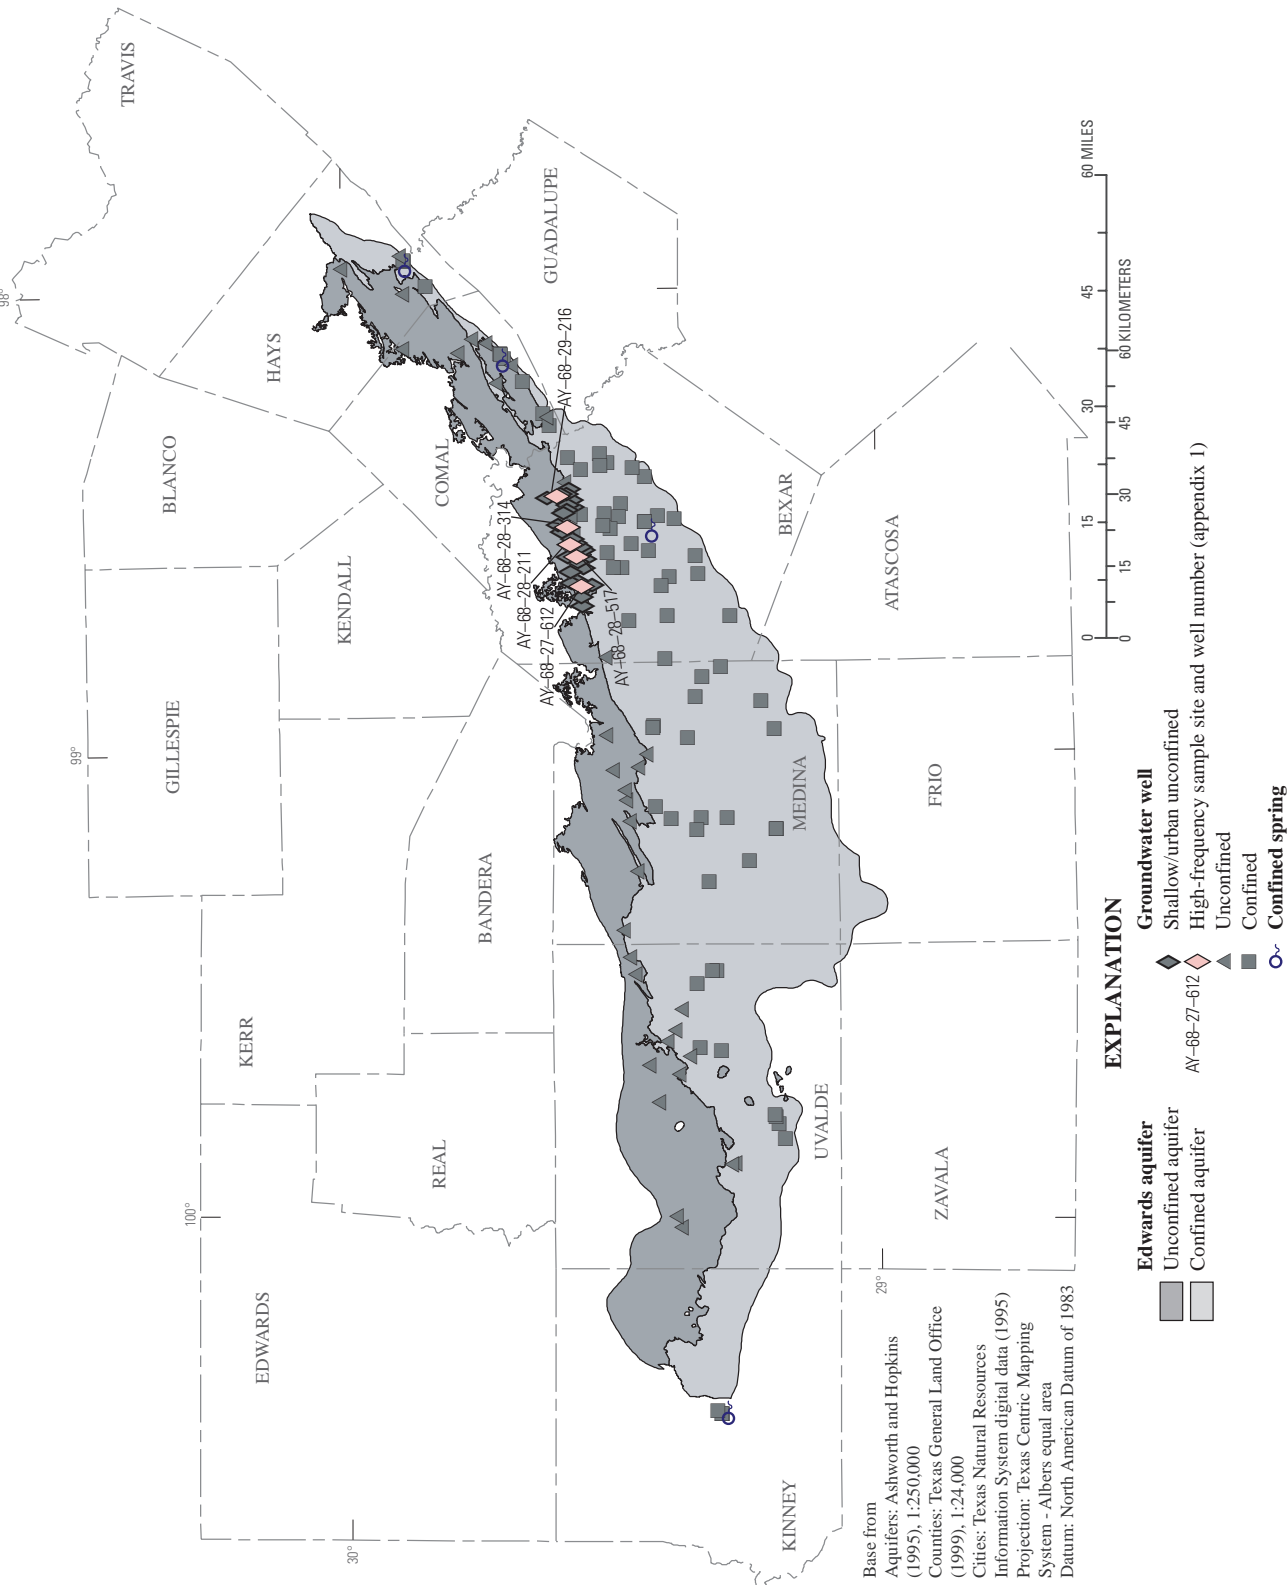 TRAVIS
98°
HAYS
BLANCO
GUADALUPE
COMAL
KENDALL
GILLESPIE
99°
BEXAR
ATASCOSA
BANDERA
KERR
MEDINA
FRIO
REAL
EDWARDS
100°
UVALDE
ZAVALA
KINNEY
30°
29°
AY–68–29–216
AY–68–28–314
AY–68–28–211
AY–68–27–612
AY–68–28–517
0 15 30 45 60 MILES
0 15 30 45 60 KILOMETERS
Base from
Aquifers: Ashworth and Hopkins
(1995), 1:250,000
Counties: Texas General Land Office
(1999), 1:24,000
Cities: Texas Natural Resources
Information System digital data (1995)
Projection: Texas Centric Mapping
System - Albers equal area
Datum: North American Datum of 1983
EXPLANATION
Edwards aquifer
Unconfined aquifer
Confined aquifer
Groundwater well
Shallow/urban unconfined
AY–68–27–612 High-frequency sample site and well number (appendix 1)
Unconfined
Confined
Confined spring